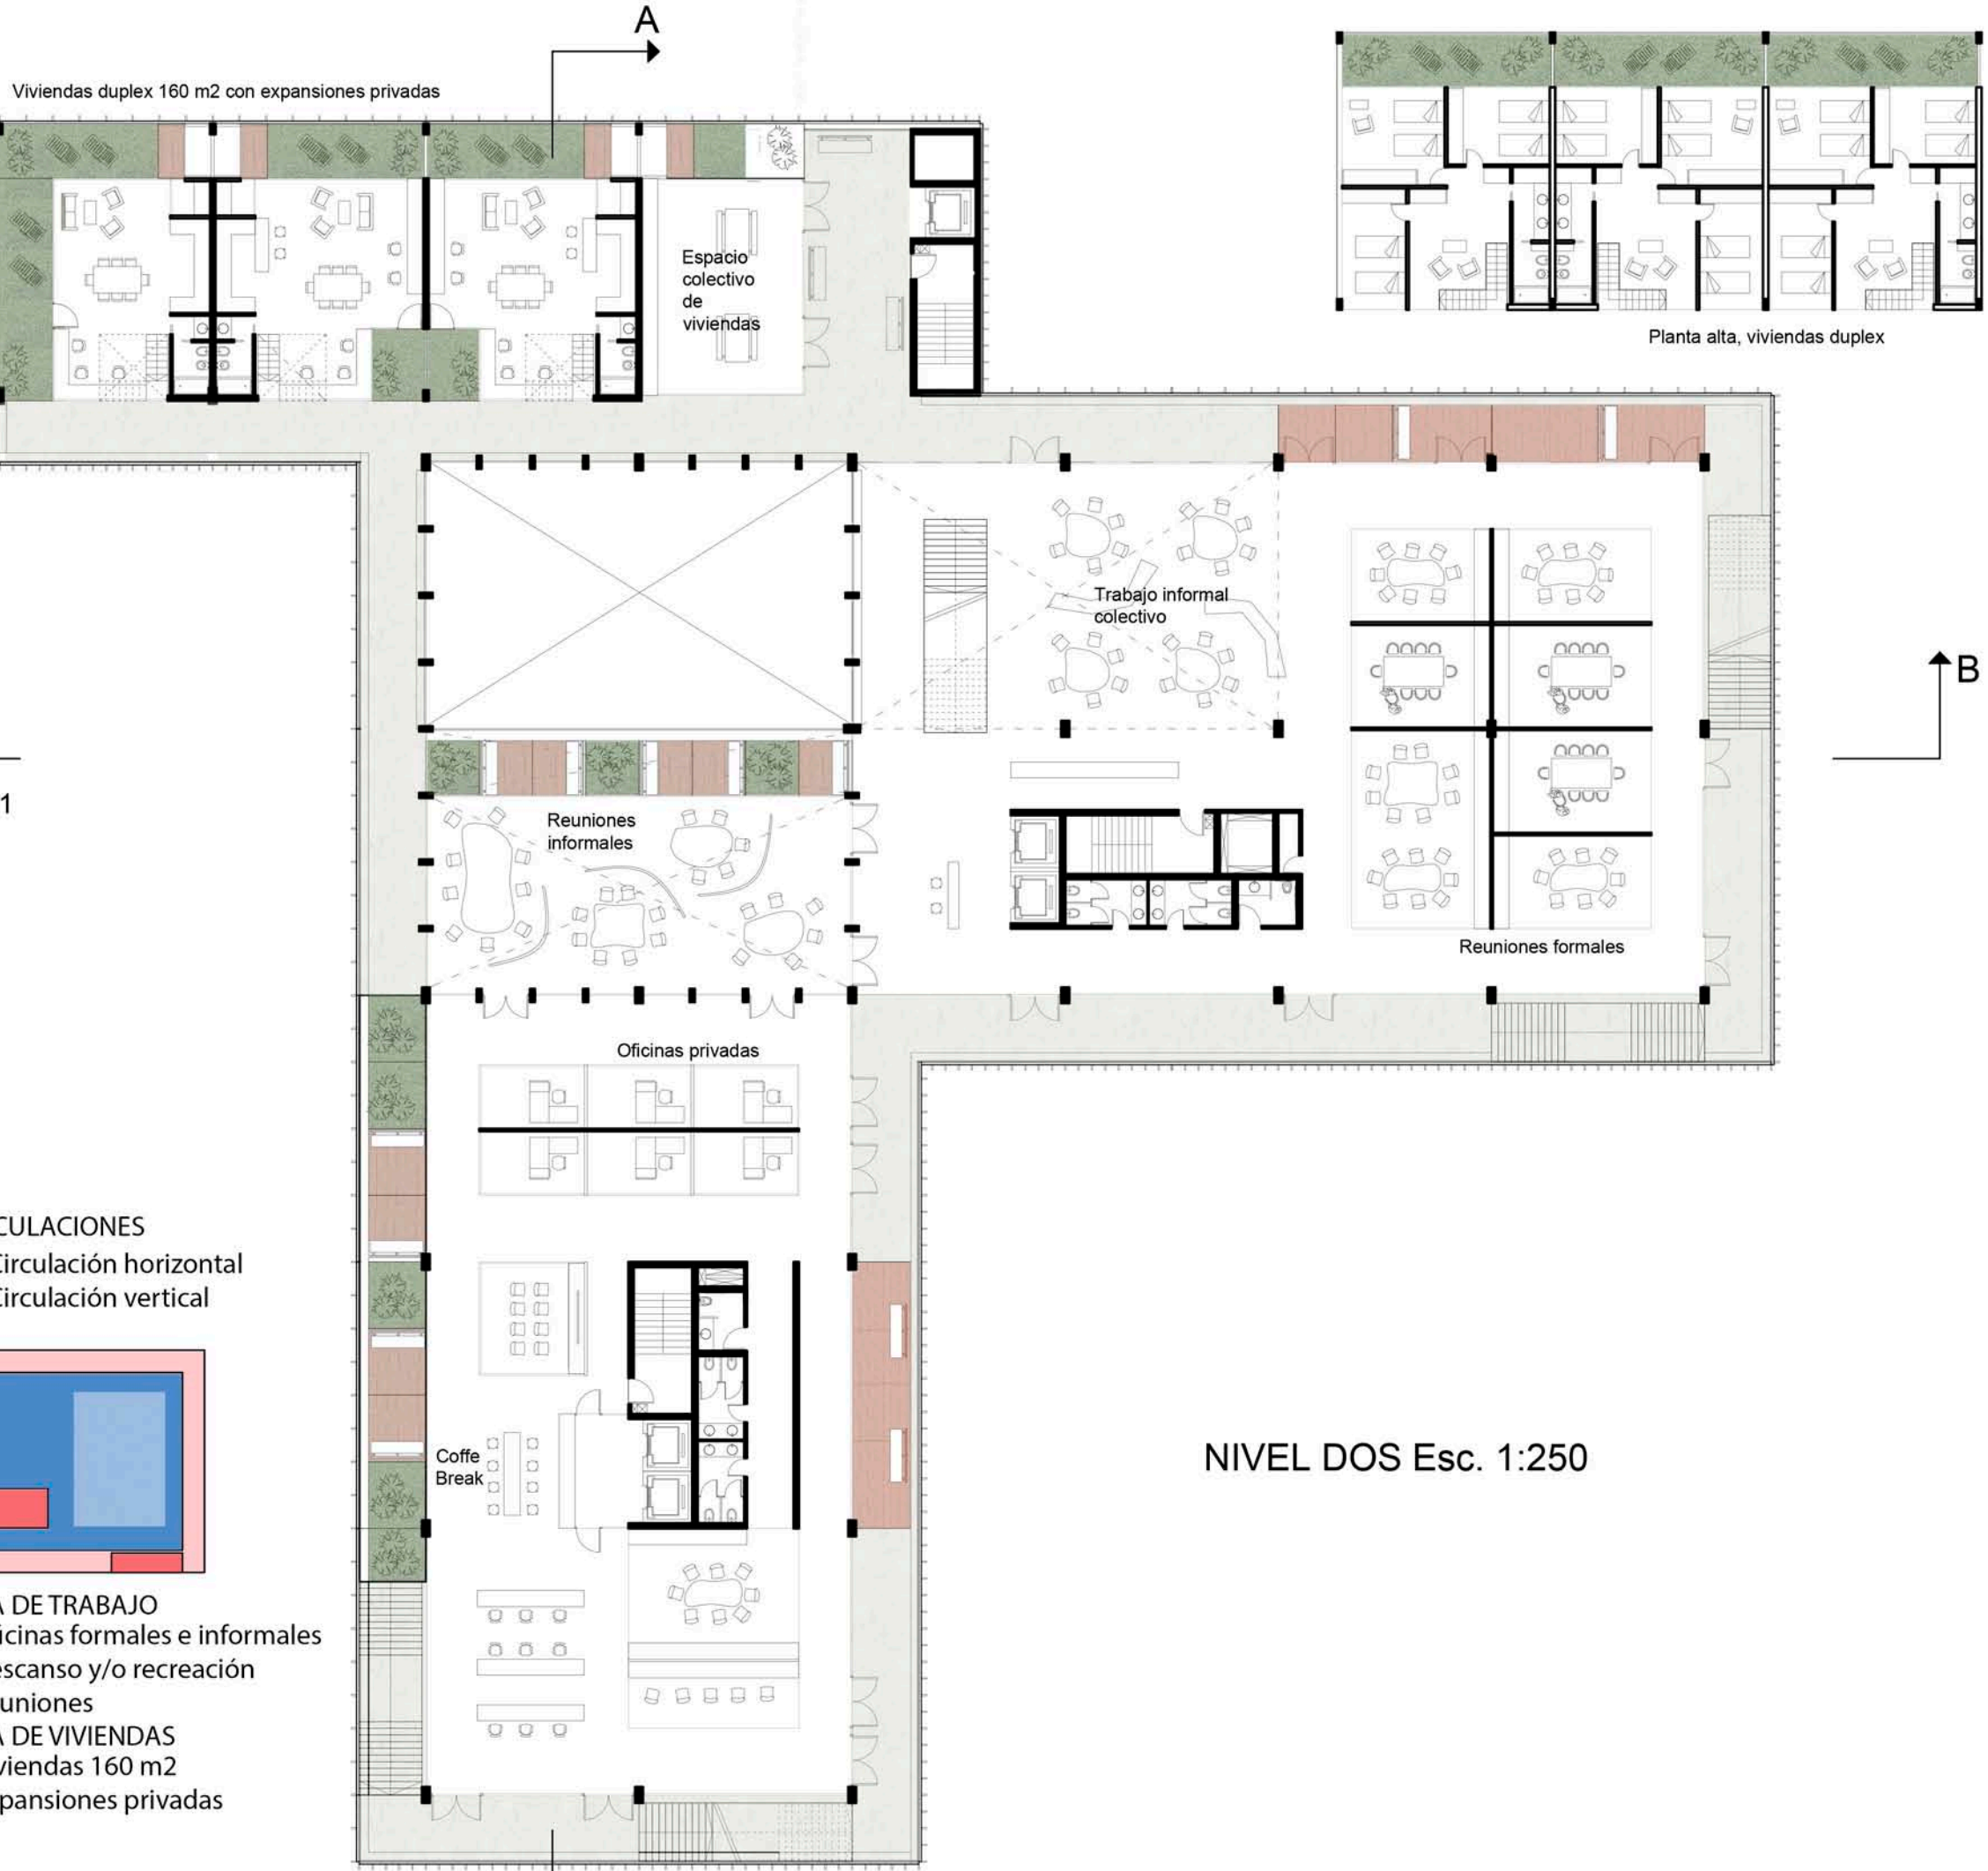 A
Viviendas duplex 160 m2 con expansiones privadas
Espacio
colectivo
de
viviendas
Planta alta, viviendas duplex
Trabajo informal
colectivo
B
1
Reuniones
informales
Reuniones formales
Oficinas privadas
CULACIONES
Circulación horizontal
Circulación vertical
Coffe
Break
NIVEL DOS Esc. 1:250
A DE TRABAJO
icinas formales e informales
escanso y/o recreación
uniones
A DE VIVIENDAS
viendas 160 m2
pansiones privadas